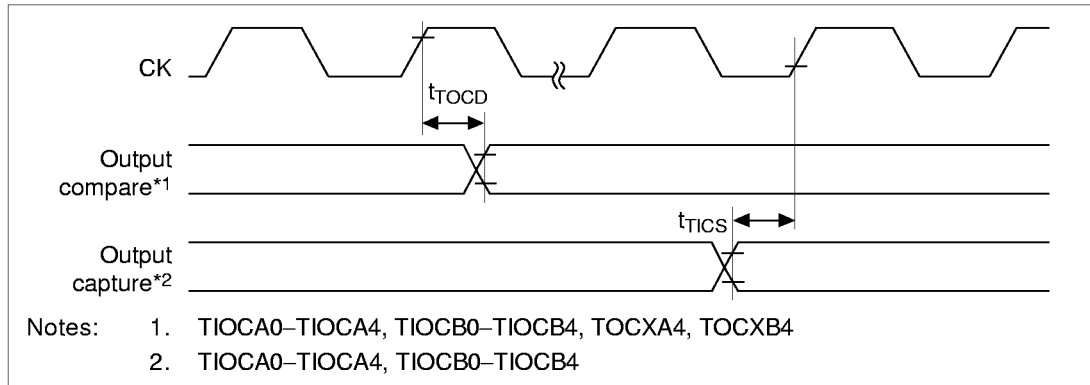 CK
tTOCD
Output
compare*1
tTICS
Output
capture*2
Notes: 1. TIOCA0–TIOCA4, TIOCB0–TIOCB4, TOCXA4, TOCXB4
2. TIOCA0–TIOCA4, TIOCB0–TIOCB4